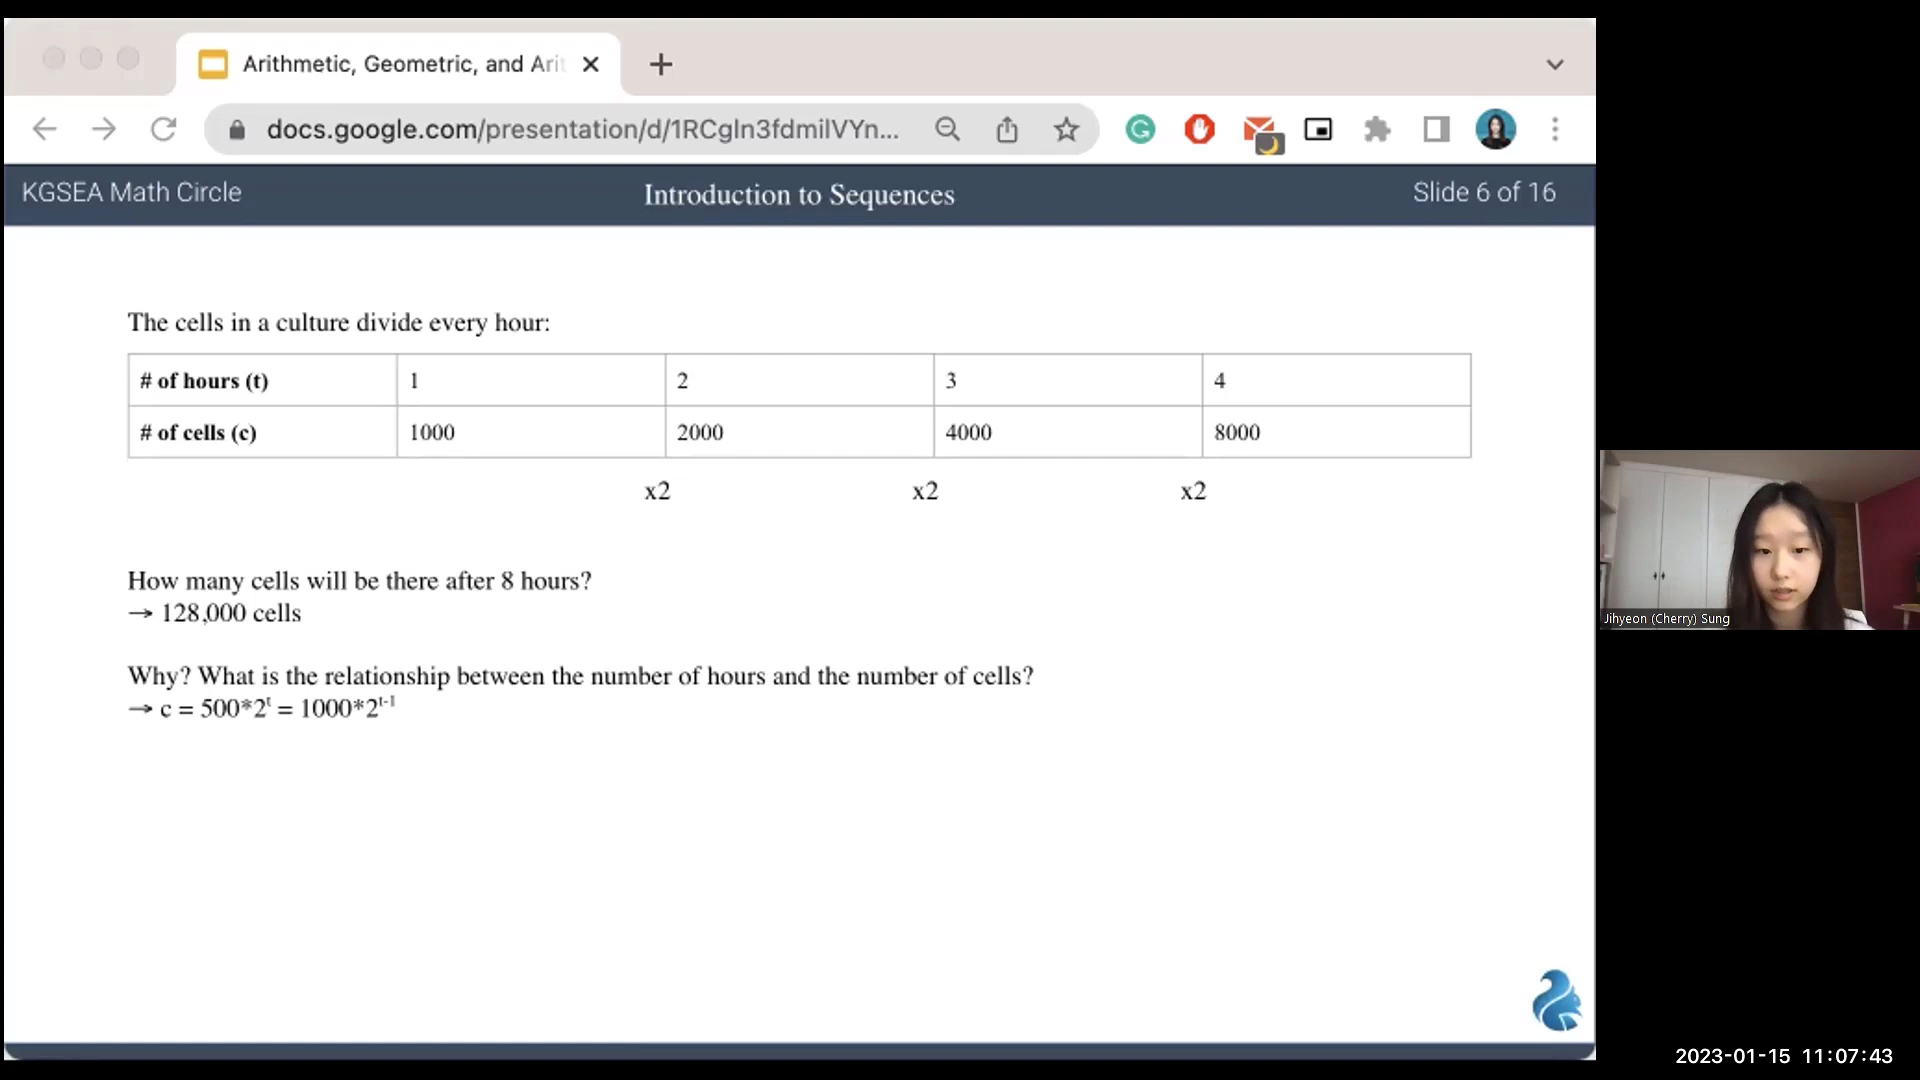 Arithmetic, Geometric, and Arit
docs.google.com/presentation/d/1RCgln3fdmilVYn...
KGSEA Math Circle
Introduction to Sequences
Slide 6 of 16
The cells in a culture divide every hour:
# of hours (t) 1 2 3 4
# of cells (c) 1000 2000 4000 8000
x2 x2 x2
How many cells will be there after 8 hours?
→ 128,000 cells
Why? What is the relationship between the number of hours and the number of cells?
→ c = 500*2ᵗ = 1000*2ᵗ⁻¹
Jihyeon (Cherry) Sung
2023-01-15 11:07:43